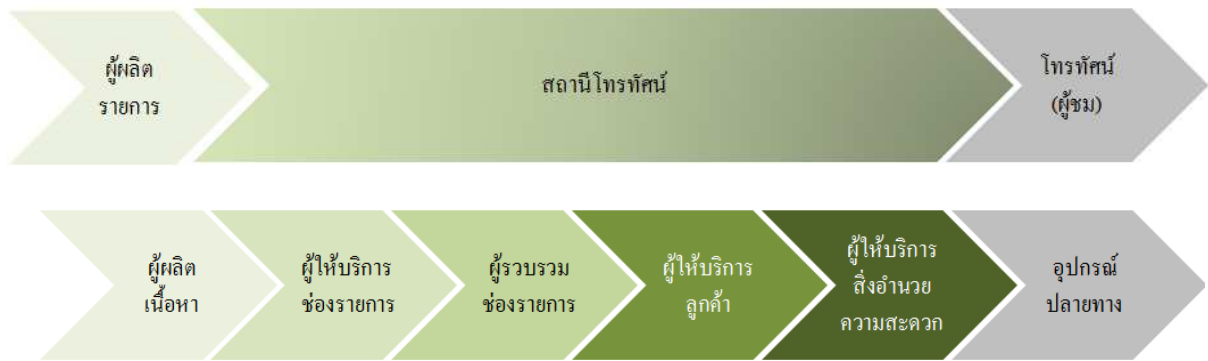 ผู้ผลิต
รายการ
สถานีโทรทัศน์
โทรทัศน์
(ผู้ชม)
ผู้ผลิต
เนื้อหา
ผู้ให้บริการ
ช่องรายการ
ผู้รวบรวม
ช่องรายการ
ผู้ให้บริการ
ลูกค้า
ผู้ให้บริการ
สิ่งอำนวย
ความสะดวก
อุปกรณ์
ปลายทาง